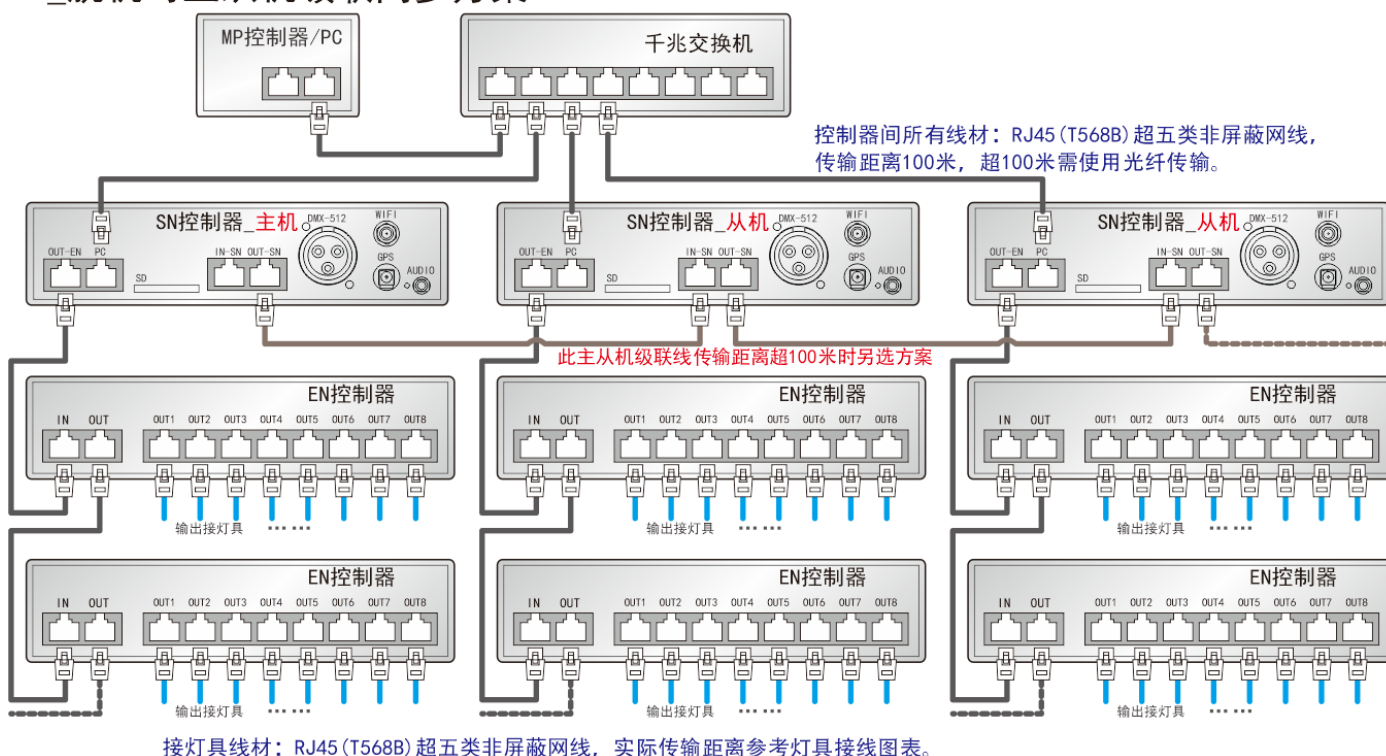 MP控制器/PC
千兆交换机
控制器间所有线材：RJ45(T568B)超五类非屏蔽网线，
传输距离100米，超100米需使用光纤传输。
SN控制器_主机 DMX-512 WIFI
OUT-EN PC IN-SN OUT-SN GPS
SD AUDIO
SN控制器_从机 DMX-512 WIFI
OUT-EN PC IN-SN OUT-SN GPS
SD AUDIO
SN控制器_从机 DMX-512 WIFI
OUT-EN PC IN-SN OUT-SN GPS
SD AUDIO
此主从机级联线传输距离超100米时另选方案
EN控制器
IN OUT OUT1 OUT2 OUT3 OUT4 OUT5 OUT6 OUT7 OUT8
输出接灯具 …… 
EN控制器
IN OUT OUT1 OUT2 OUT3 OUT4 OUT5 OUT6 OUT7 OUT8
输出接灯具 ……
EN控制器
IN OUT OUT1 OUT2 OUT3 OUT4 OUT5 OUT6 OUT7 OUT8
输出接灯具 ……
EN控制器
IN OUT OUT1 OUT2 OUT3 OUT4 OUT5 OUT6 OUT7 OUT8
输出接灯具 ……
EN控制器
IN OUT OUT1 OUT2 OUT3 OUT4 OUT5 OUT6 OUT7 OUT8
输出接灯具 ……
EN控制器
IN OUT OUT1 OUT2 OUT3 OUT4 OUT5 OUT6 OUT7 OUT8
输出接灯具 ……
接灯具线材：RJ45(T568B)超五类非屏蔽网线，实际传输距离参考灯具接线图表。